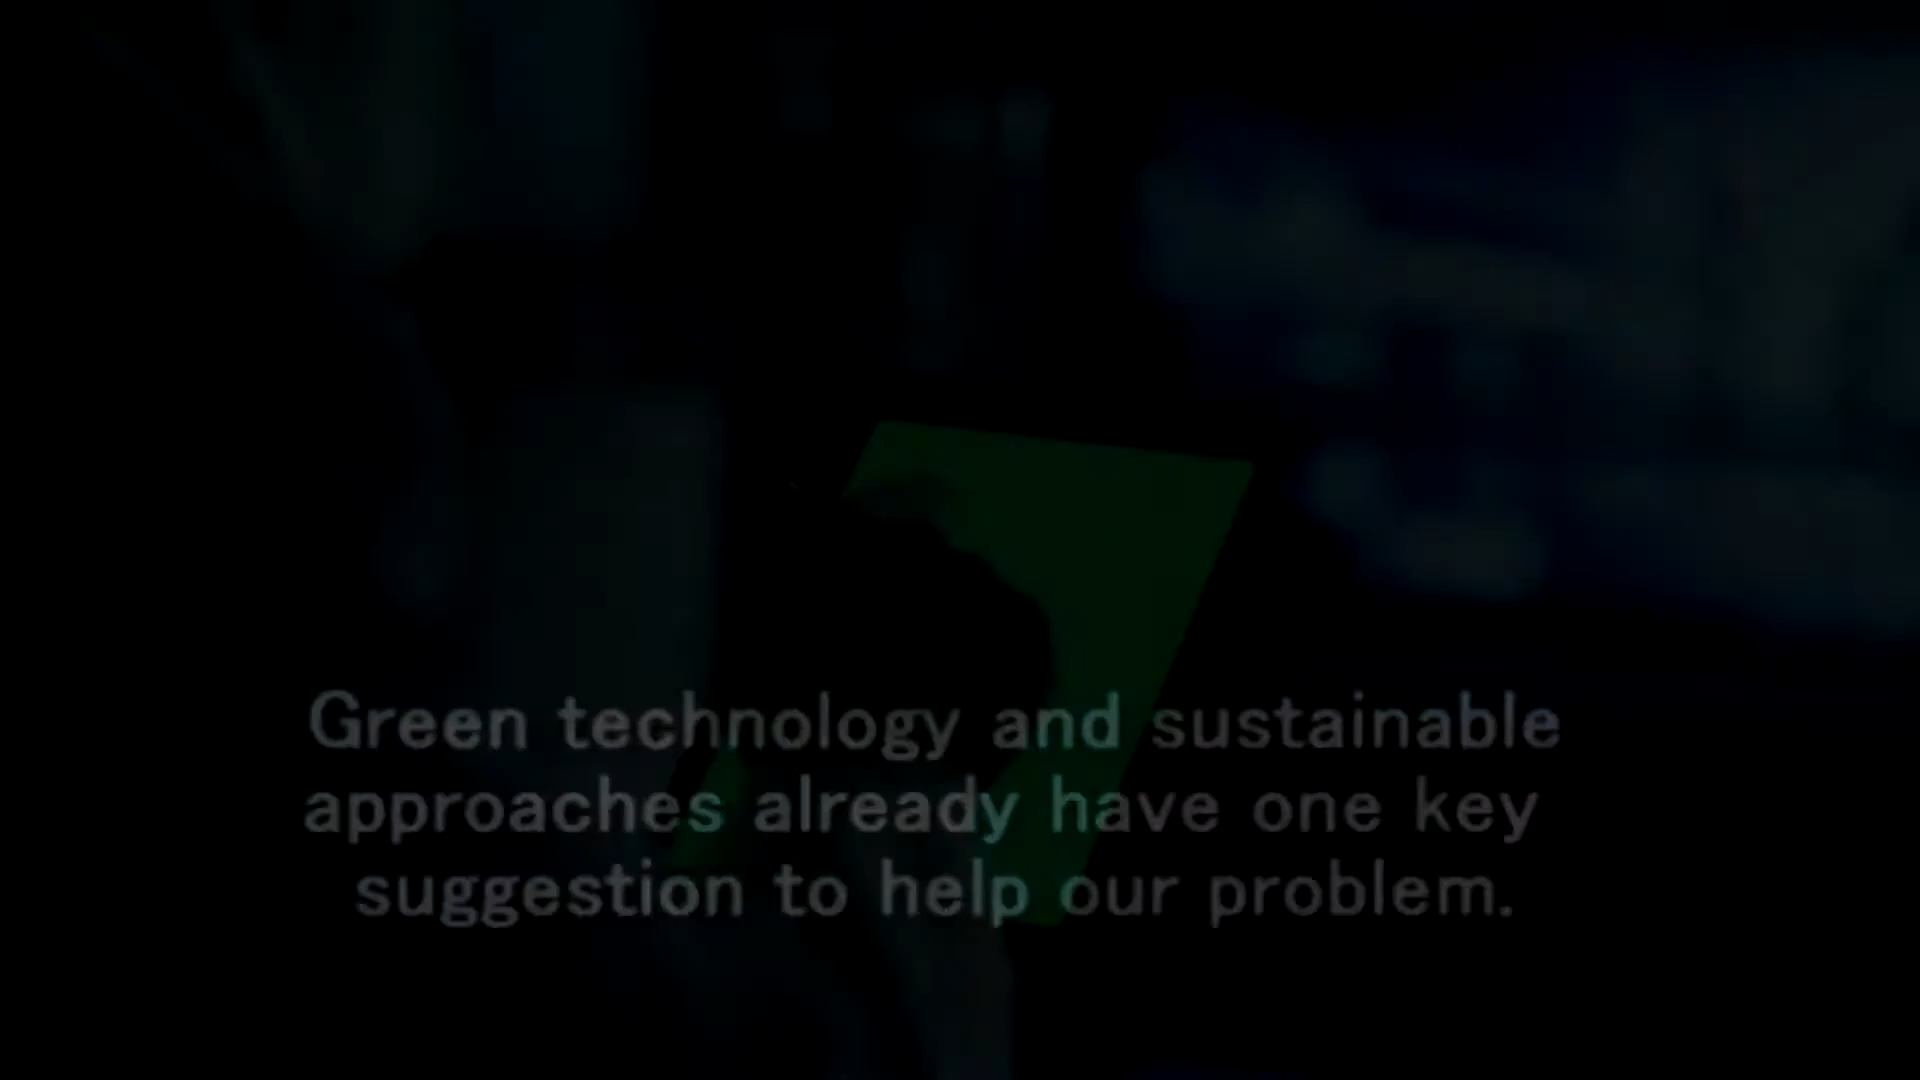 Green technology and sustainable
approaches already have one key
suggestion to help our problem.